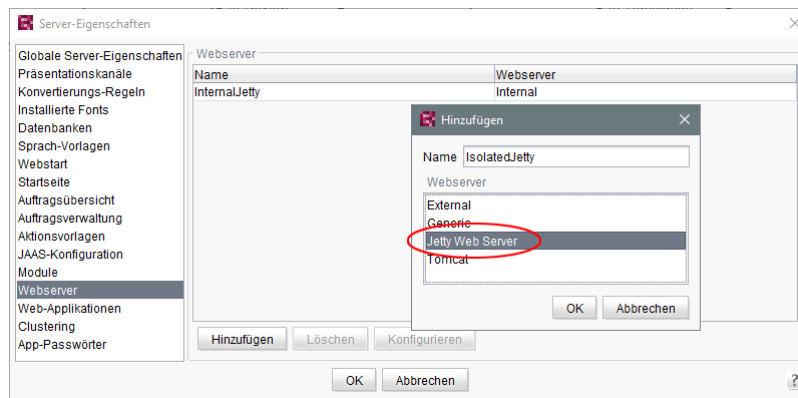 Server-Eigenschaften
Globale Server-Eigenschaften
Präsentationskanäle
Konvertierungs-Regeln
Installierte Fonts
Datenbanken
Sprach-Vorlagen
Webstart
Startseite
Auftragsübersicht
Auftragsverwaltung
Aktionsvorlagen
JAAS-Konfiguration
Module
Webserver
Web-Applikationen
Clustering
App-Passwörter
Webserver
Name Webserver
InternalJetty Internal
Hinzufügen
Name IsolatedJetty
Webserver
External
Generic
Jetty Web Server
Tomcat
OK Abbrechen
Hinzufügen Löschen Konfigurieren
OK Abbrechen
?